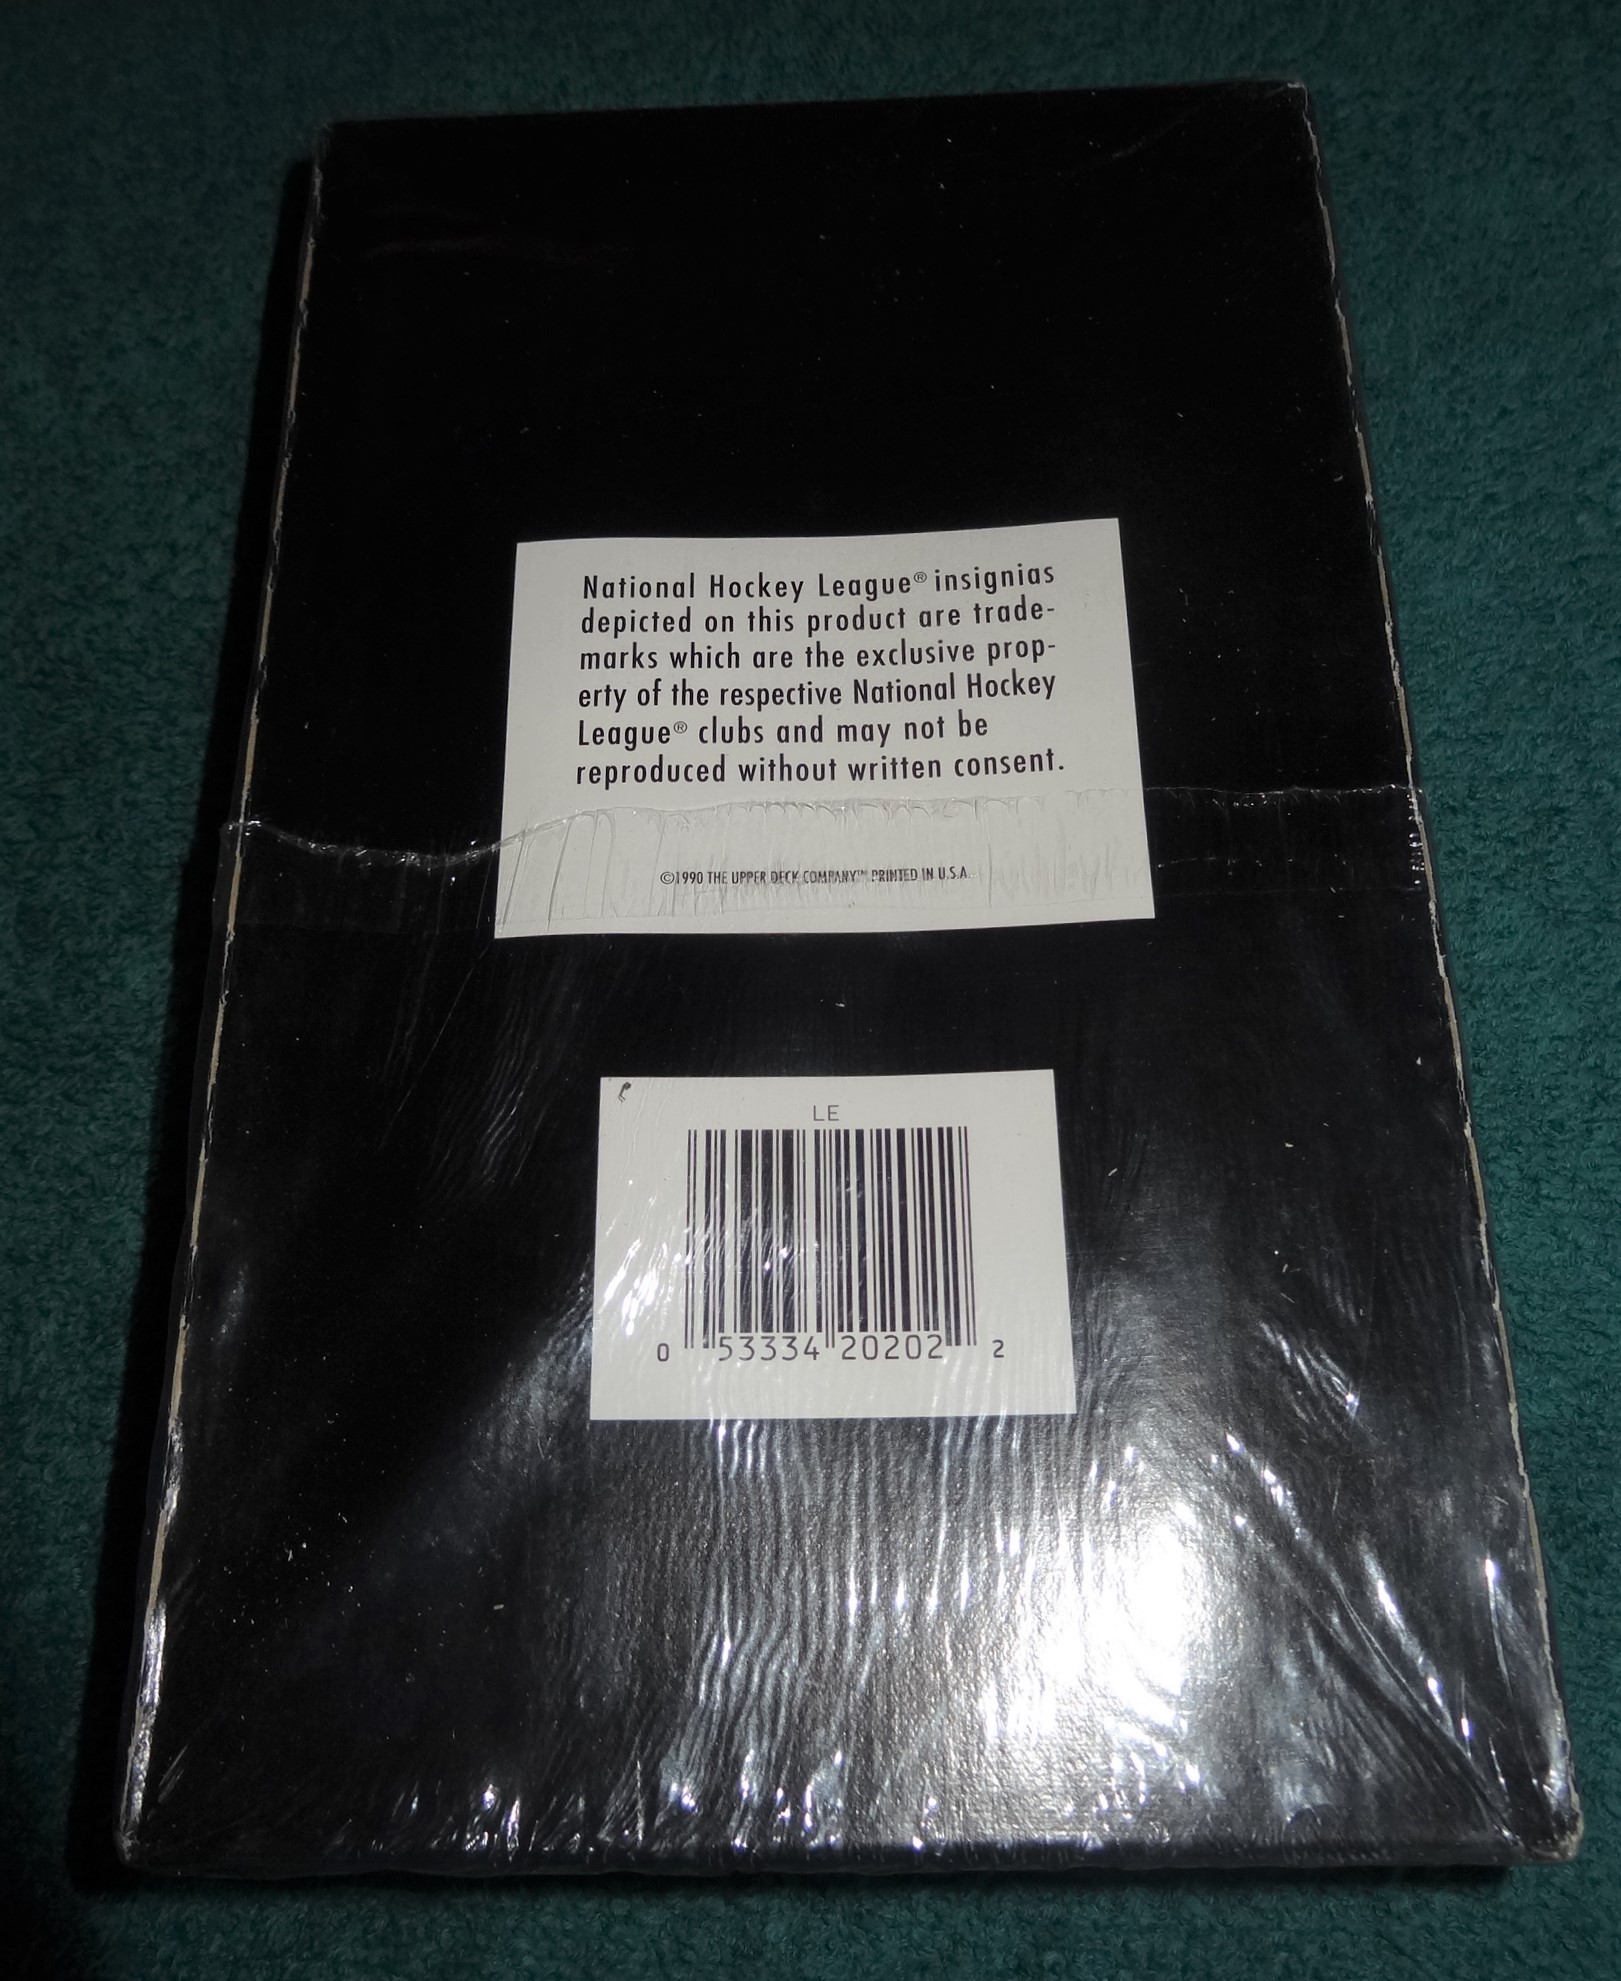 National Hockey League® insignias
depicted on this product are trade-
marks which are the exclusive prop-
erty of the respective National Hockey
League® clubs and may not be
reproduced without written consent.
©1990 THE UPPER DECK COMPANY™ PRINTED IN U.S.A.
LE
0 53334 20202 2